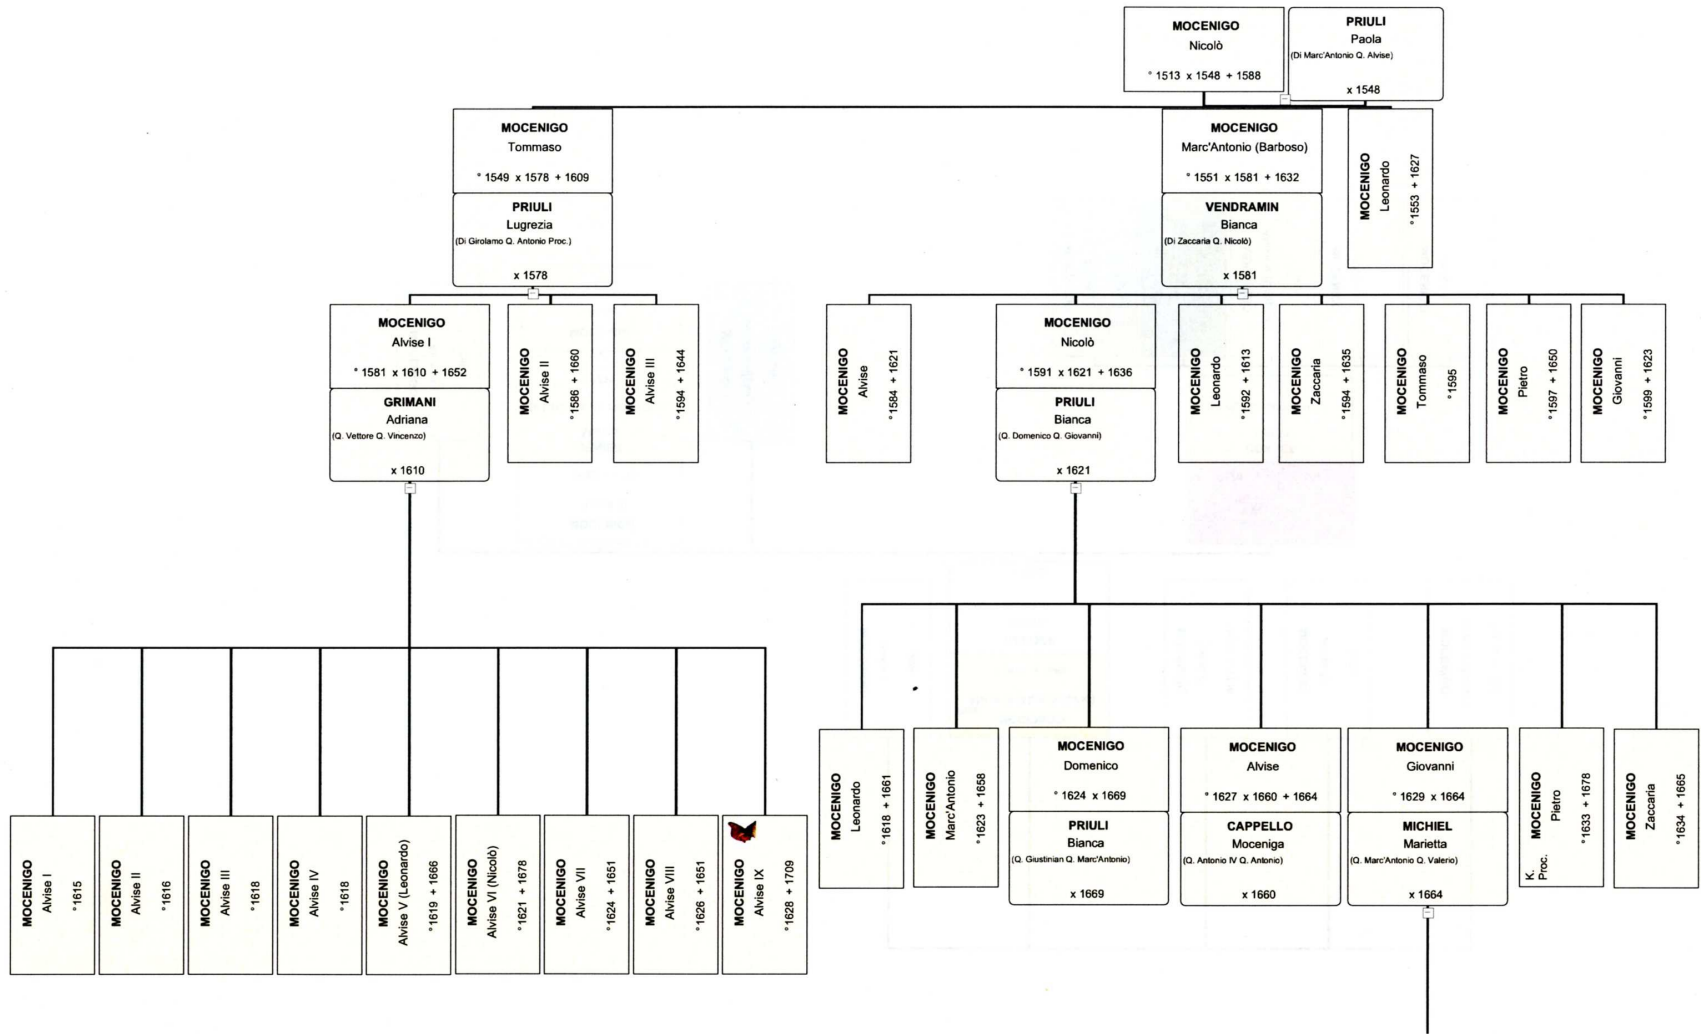 MOCENIGO
Nicolò
° 1513 x 1548 + 1588
PRIULI
Paola
(Di Marc'Antonio Q. Alvise)
x 1548
MOCENIGO
Tommaso
° 1549 x 1578 + 1609
PRIULI
Lugrezia
(Di Girolamo Q. Antonio Proc.)
x 1578
MOCENIGO
Marc'Antonio (Barboso)
° 1551 x 1581 + 1632
VENDRAMIN
Bianca
(Di Zaccaria Q. Nicolò)
x 1581
MOCENIGO
Leonardo
°1553 + 1627
MOCENIGO
Alvise I
° 1581 x 1610 + 1652
GRIMANI
Adriana
(Q. Vettore Q. Vincenzo)
x 1610
MOCENIGO
Alvise II
°1586 + 1660
MOCENIGO
Alvise III
°1594 + 1644
MOCENIGO
Alvise
°1584 + 1621
MOCENIGO
Nicolò
° 1591 x 1621 + 1636
PRIULI
Bianca
(Q. Domenico Q. Giovanni)
x 1621
MOCENIGO
Leonardo
°1592 + 1613
MOCENIGO
Zaccaria
°1594 + 1635
MOCENIGO
Tommaso
°1595
MOCENIGO
Pietro
°1597 + 1650
MOCENIGO
Giovanni
°1599 + 1623
MOCENIGO
Alvise I
°1615
MOCENIGO
Alvise II
°1616
MOCENIGO
Alvise III
°1618
MOCENIGO
Alvise IV
°1618
MOCENIGO
Alvise V (Leonardo)
°1619 + 1666
MOCENIGO
Alvise VI (Nicolò)
°1621 + 1678
MOCENIGO
Alvise VII
°1624 + 1651
MOCENIGO
Alvise VIII
°1626 + 1651
MOCENIGO
Alvise IX
°1628 + 1709
MOCENIGO
Leonardo
°1618 + 1661
MOCENIGO
Marc'Antonio
°1623 + 1658
MOCENIGO
Domenico
° 1624 x 1669
PRIULI
Bianca
(Q. Giustinian Q. Marc'Antonio)
x 1669
MOCENIGO
Alvise
° 1627 x 1660 + 1664
CAPPELLO
Moceniga
(Q. Antonio IV Q. Antonio)
x 1660
MOCENIGO
Giovanni
° 1629 x 1664
MICHIEL
Marietta
(Q. Marc'Antonio Q. Valerio)
x 1664
K.
Proc.
MOCENIGO
Pietro
°1633 + 1678
MOCENIGO
Zaccaria
°1634 + 1665